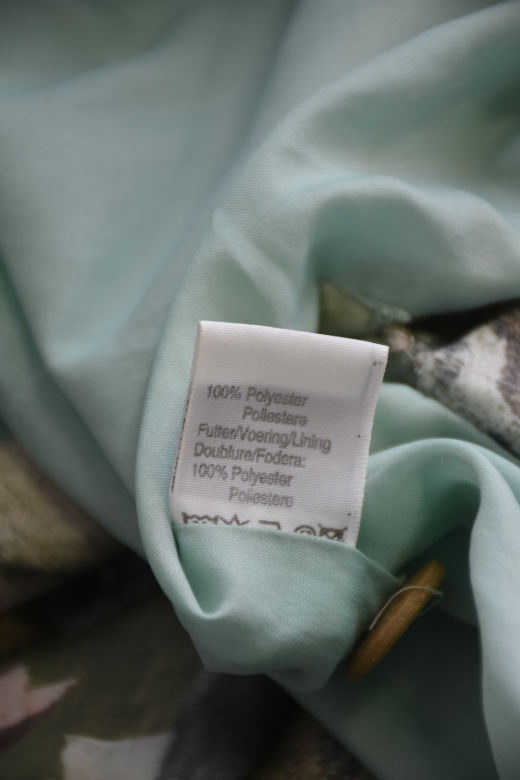 100% Polyester
Poliestere
Futter/Voering/Lining
Doublure/Fodera:
100% Polyester
Poliestere